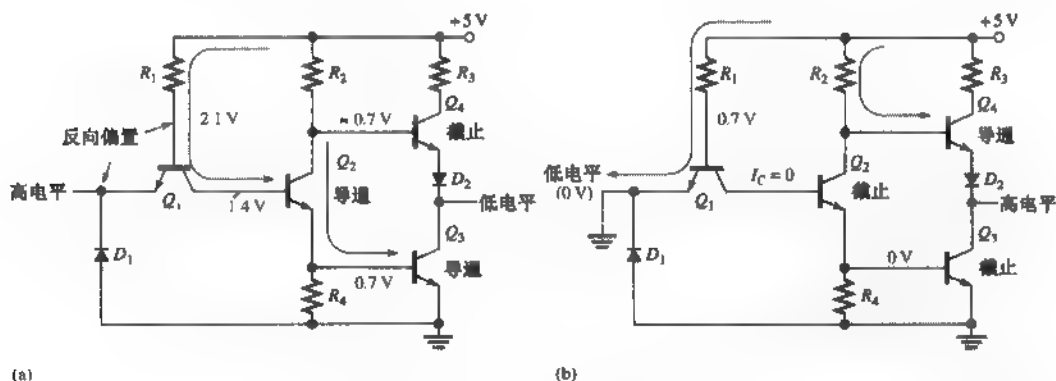 +5 V
R₁
R₂
R₃
2.1 V
反向偏置
≈0.7 V
Q₄
截止
Q₂
导通
高电平
Q₁
1.4 V
D₂
低电平
Q₃
导通
D₁
0.7 V
R₄
(a)
+5 V
R₁
R₂
R₃
0.7 V
Q₄
导通
低电平
(0 V)
Q₂
I_C = 0
截止
Q₁
D₂
高电平
Q₃
截止
D₁
0 V
R₄
(b)